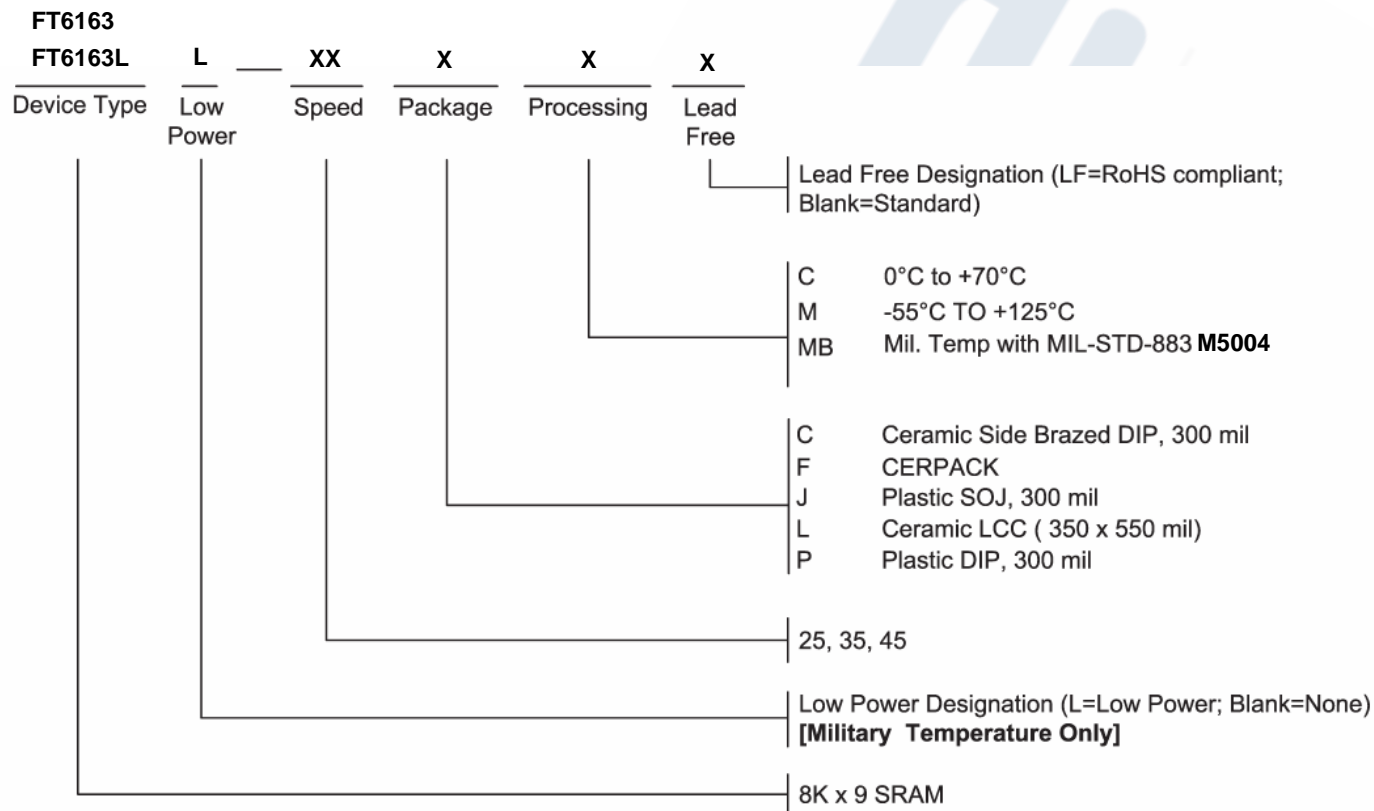 FT6163
FT6163L L XX X X X
Device Type Low Power Speed Package Processing Lead Free
Lead Free Designation (LF=RoHS compliant;
Blank=Standard)
C 0°C to +70°C
M -55°C TO +125°C
MB Mil. Temp with MIL-STD-883 M5004
C Ceramic Side Brazed DIP, 300 mil
F CERPACK
J Plastic SOJ, 300 mil
L Ceramic LCC ( 350 x 550 mil)
P Plastic DIP, 300 mil
25, 35, 45
Low Power Designation (L=Low Power; Blank=None)
[Military Temperature Only]
8K x 9 SRAM